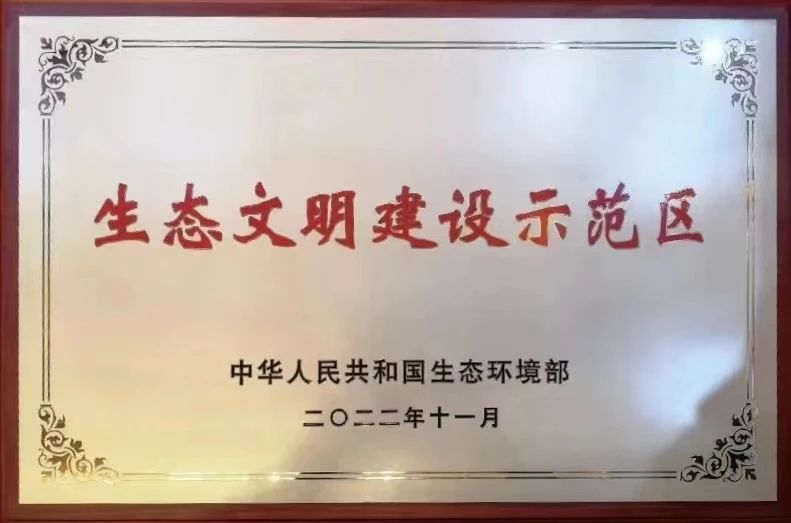 生态文明建设示范区
中华人民共和国生态环境部
二〇二二年十一月